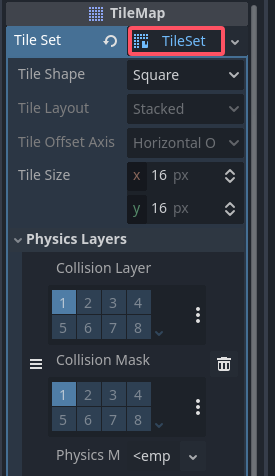 TileMap
Tile Set TileSet
Tile Shape Square
Tile Layout Stacked
Tile Offset Axis Horizontal O
Tile Size x 16 px
y 16 px
Physics Layers
Collision Layer
1 2 3 4
5 6 7 8
Collision Mask
1 2 3 4
5 6 7 8
Physics M <emp